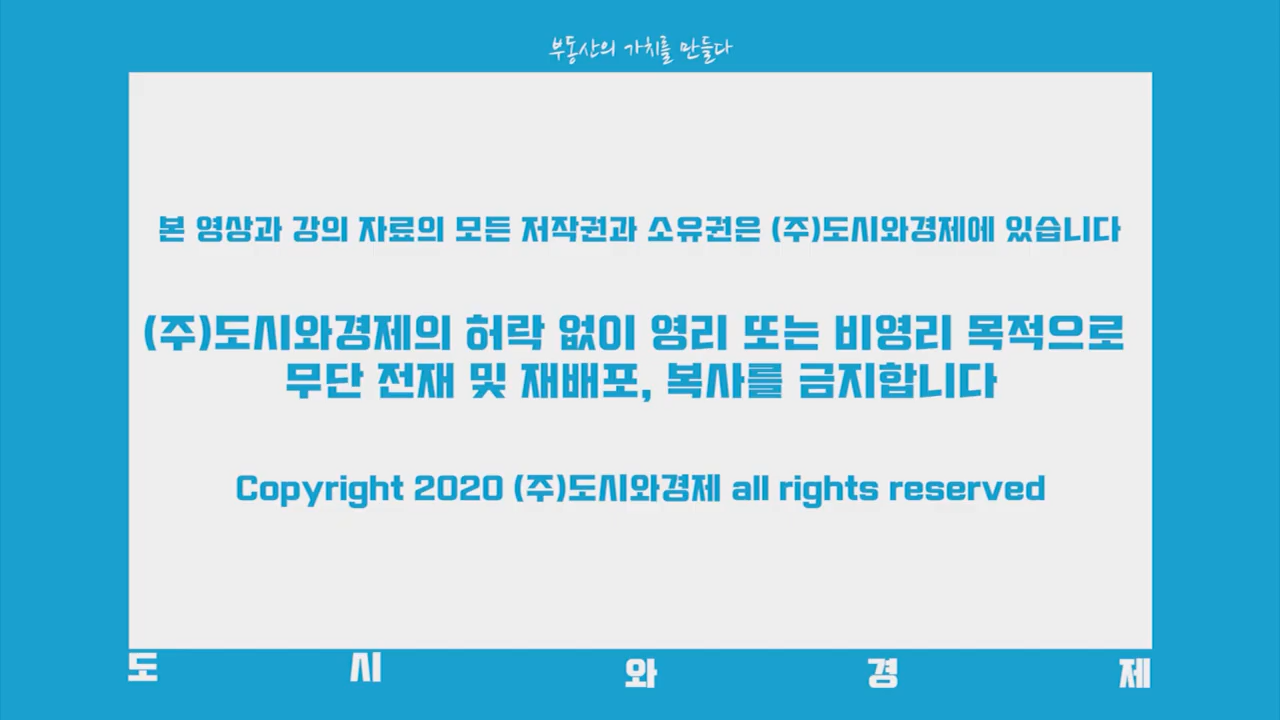 부동산의 가치를 만들다
본 영상과 강의 자료의 모든 저작권과 소유권은 (주)도시와경제에 있습니다
(주)도시와경제의 허락 없이 영리 또는 비영리 목적으로
무단 전재 및 재배포, 복사를 금지합니다
Copyright 2020 (주)도시와경제 all rights reserved
도 시 와 경 제